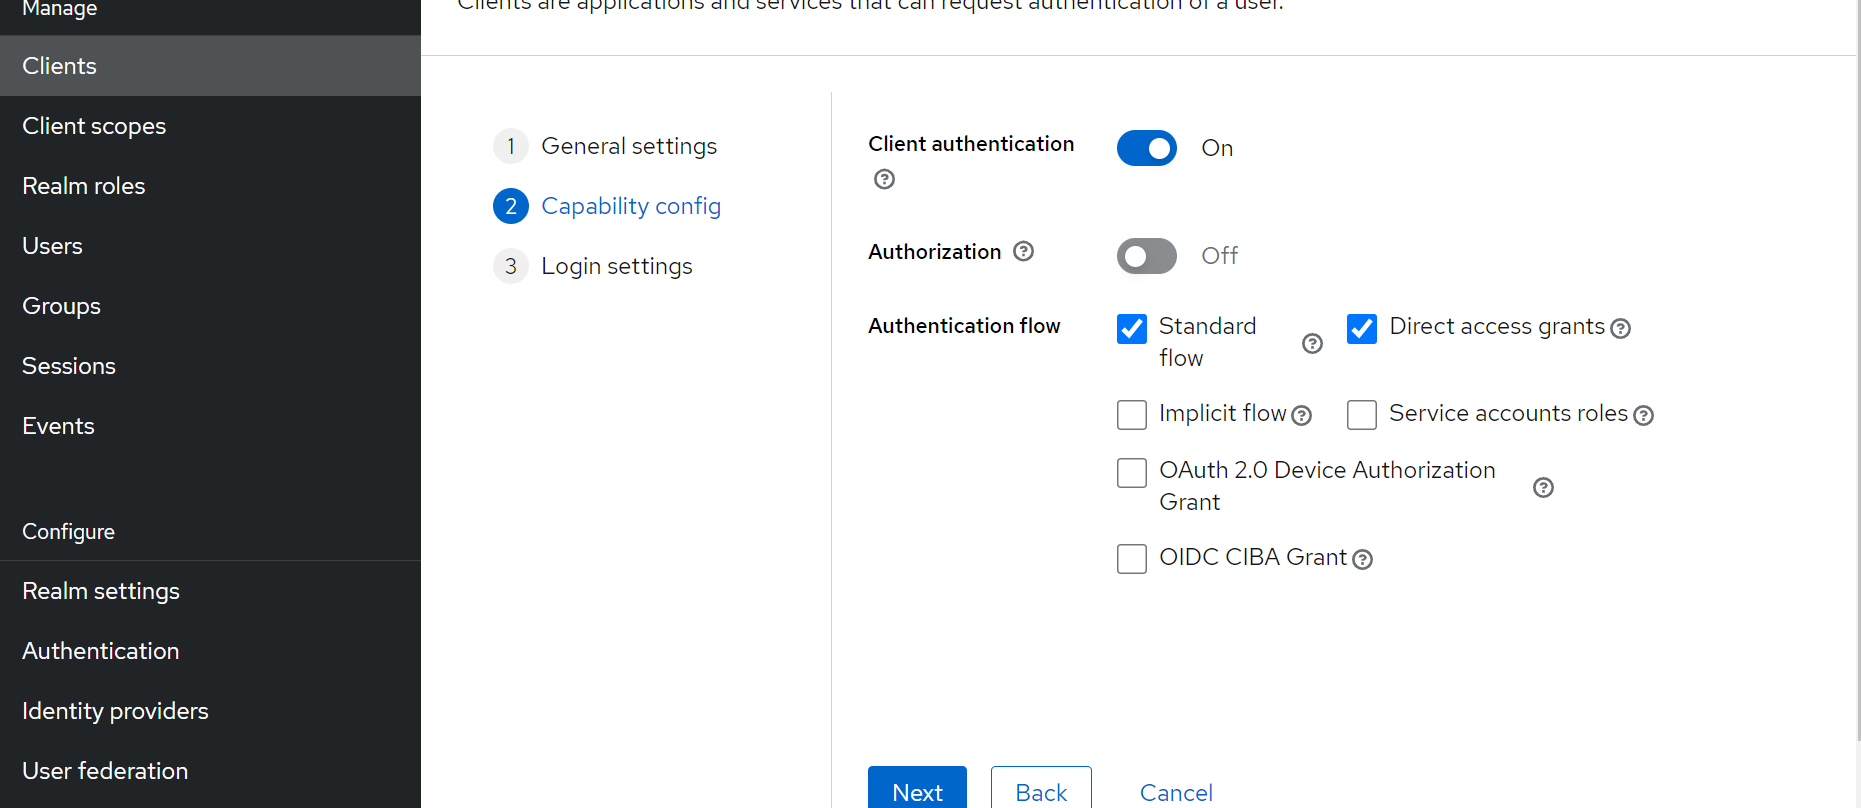 Manage
Clients
Client scopes
Realm roles
Users
Groups
Sessions
Events
Configure
Realm settings
Authentication
Identity providers
User federation
Clients are applications and services that can request authentication of a user.
1 General settings
2 Capability config
3 Login settings
Client authentication
On
Authorization
Off
Authentication flow
Standard
flow
Direct access grants
Implicit flow
Service accounts roles
OAuth 2.0 Device Authorization
Grant
OIDC CIBA Grant
Next Back Cancel